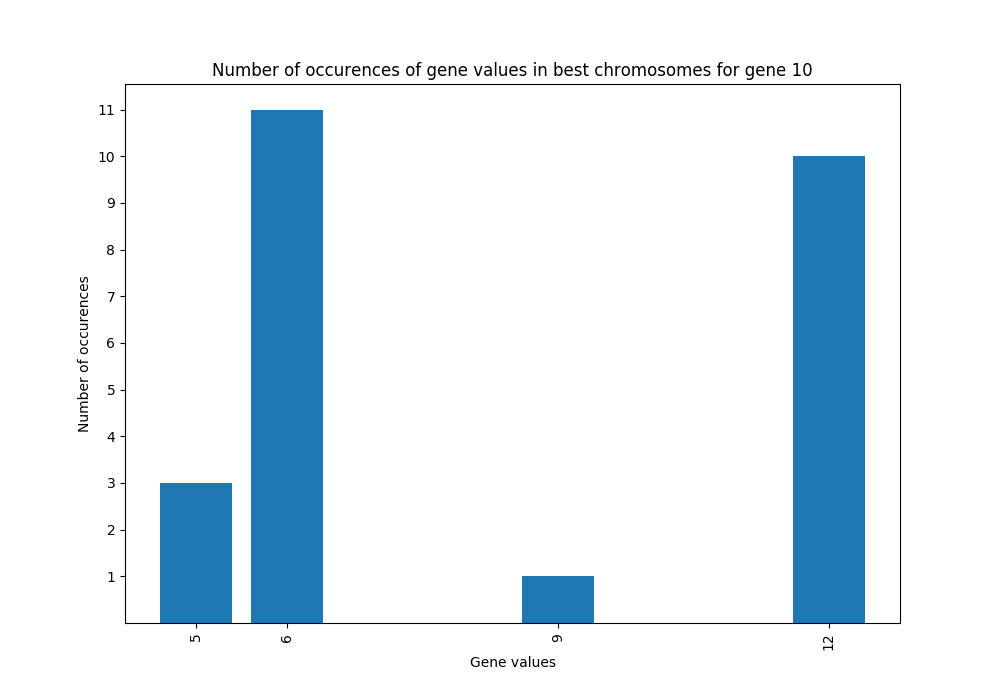 Number of occurences of gene values in best chromosomes for gene 10
11
10
9
8
7
6
5
4
3
2
1
Number of occurences
5 6 9 12
Gene values